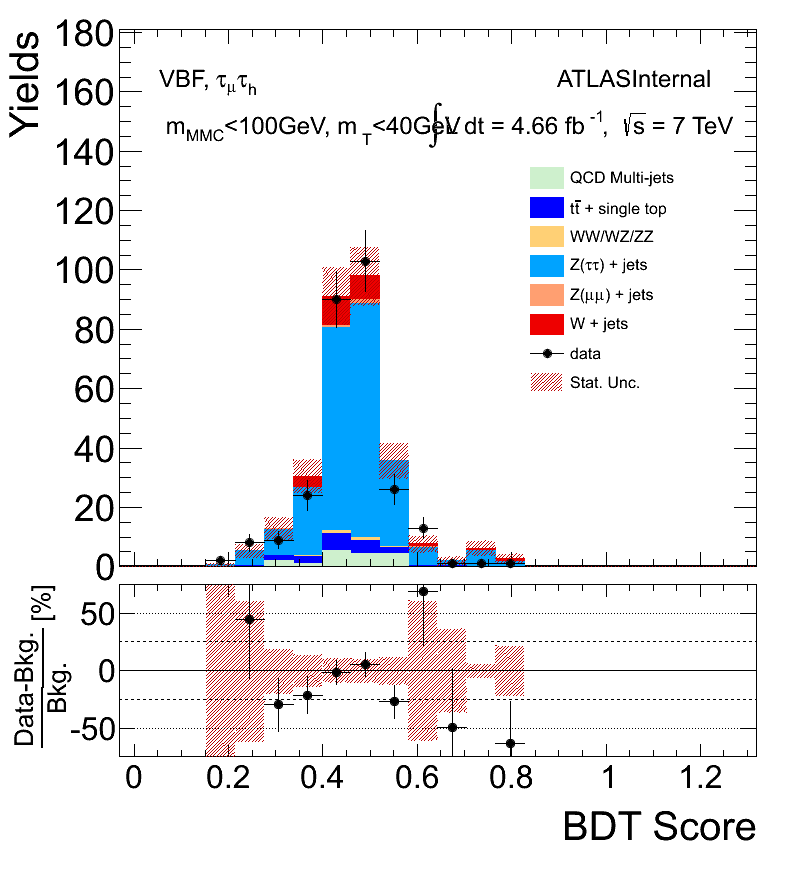 Yields
180
160
140
120
100
80
60
40
20
0
VBF, τμτh
ATLASInternal
mMMC<100GeV, mT<40GeV
∫L dt = 4.66 fb-1, √s = 7 TeV
QCD Multi-jets
tt̄ + single top
WW/WZ/ZZ
Z(ττ) + jets
Z(μμ) + jets
W + jets
data
Stat. Unc.
Data-Bkg.
Bkg.
[%]
50
0
-50
0 0.2 0.4 0.6 0.8 1 1.2
BDT Score